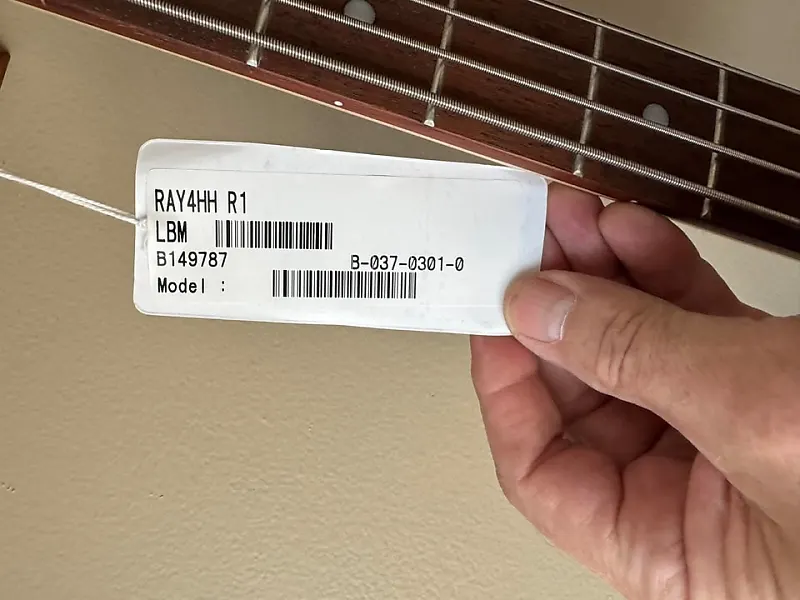 RAY4HH R1
LBM
B149787 B-037-0301-0
Model :